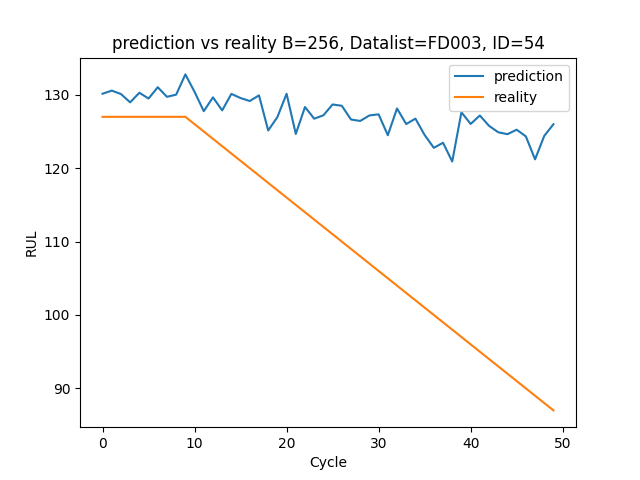 prediction vs reality B=256, Datalist=FD003, ID=54
prediction
reality
130
120
110
100
90
RUL
0 10 20 30 40 50
Cycle